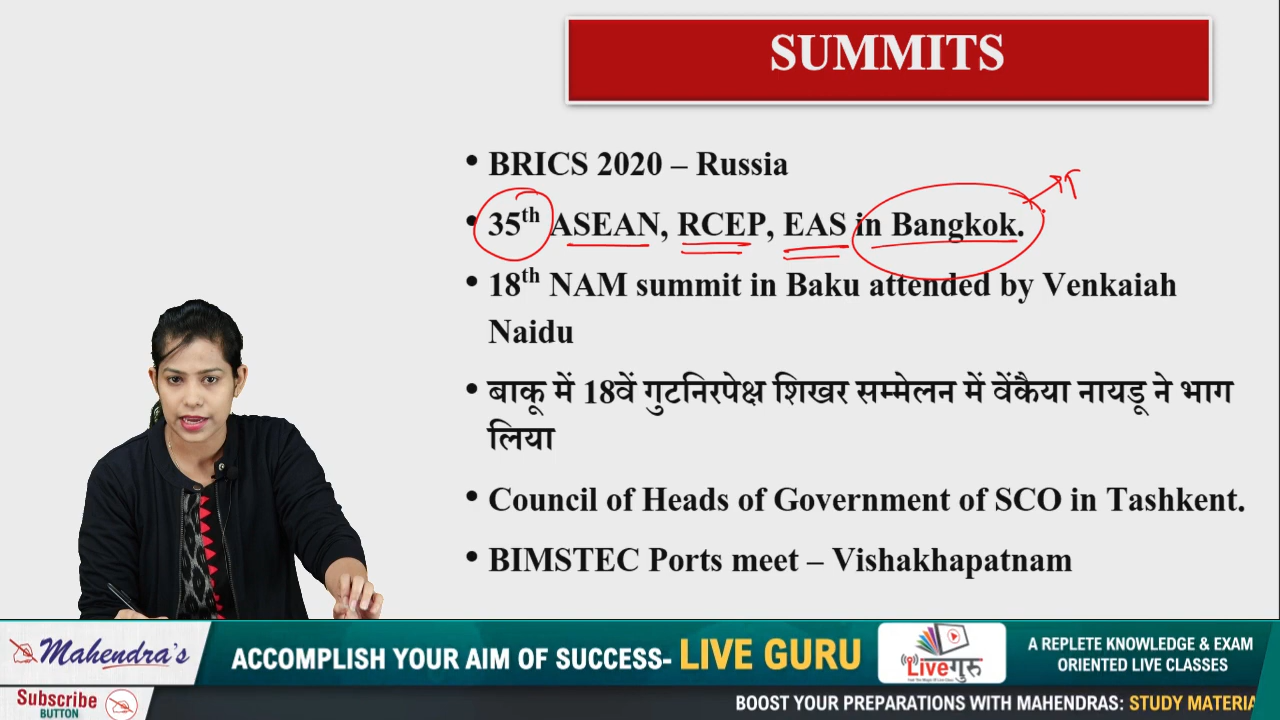 SUMMITS
• BRICS 2020 – Russia
• 35th ASEAN, RCEP, EAS in Bangkok.
• 18th NAM summit in Baku attended by Venkaiah
Naidu
• बाकू में 18वें गुटनिरपेक्ष शिखर सम्मेलन में वेंकैया नायडू ने भाग
लिया
• Council of Heads of Government of SCO in Tashkent.
• BIMSTEC Ports meet – Vishakhapatnam
Mahendra's
ACCOMPLISH YOUR AIM OF SUCCESS- LIVE GURU
Liveगुरु
A REPLETE KNOWLEDGE & EXAM
ORIENTED LIVE CLASSES
Subscribe
BUTTON
BOOST YOUR PREPARATIONS WITH MAHENDRAS: STUDY MATERIA